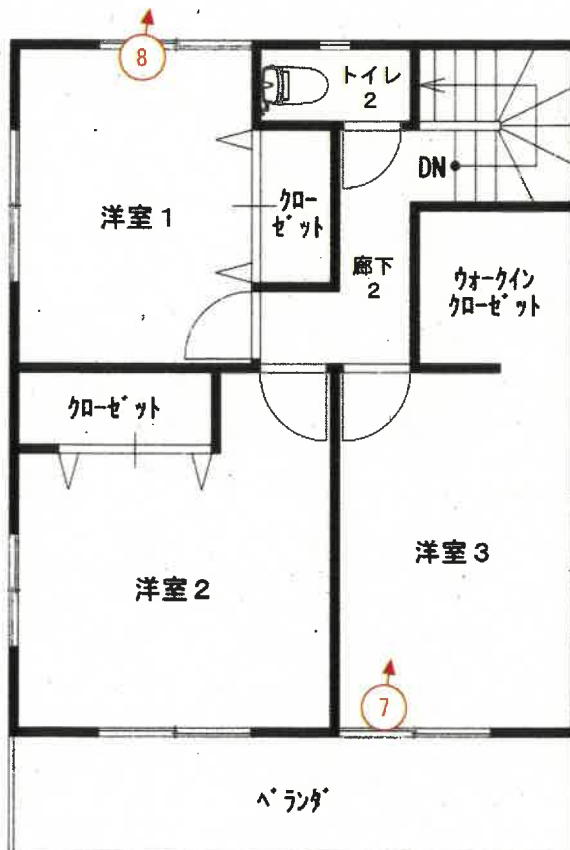 8
トイレ
2
DN
洋室1
クロー
ゼット
廊下
2
ウォークイン
クローゼット
クローゼット
洋室2
洋室3
7
ベランダ